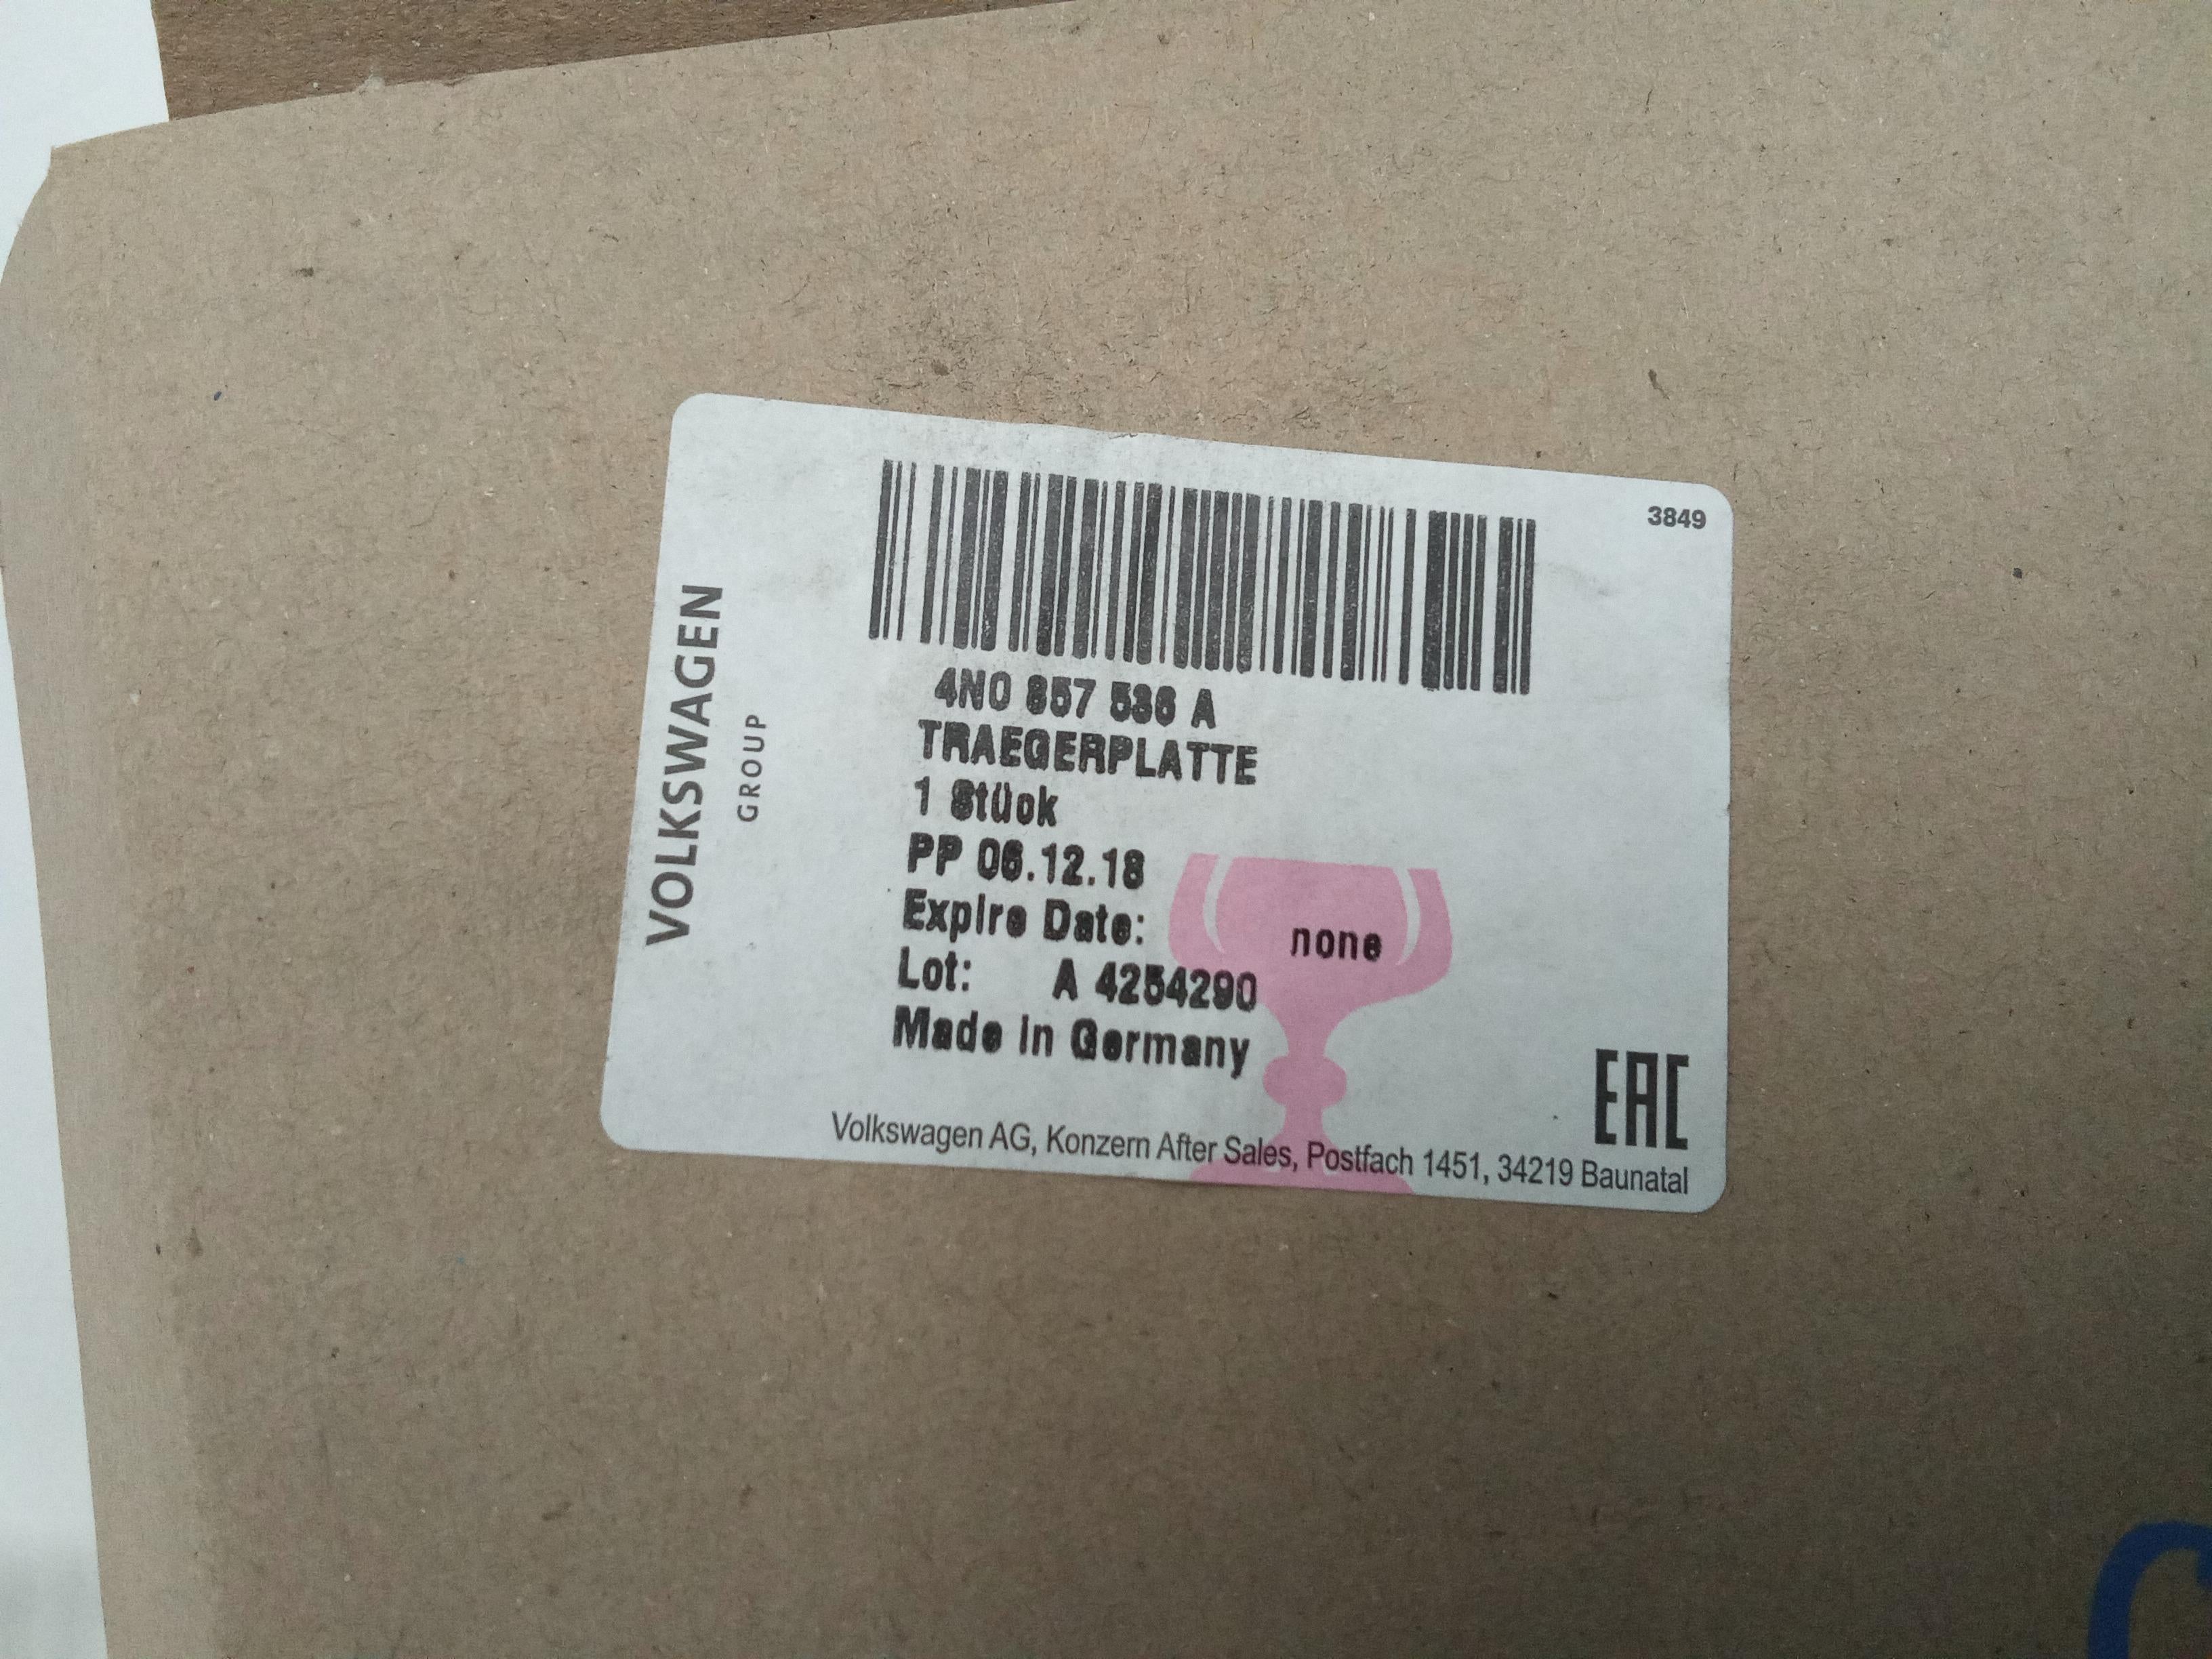 3849
VOLKSWAGEN
GROUP
4N0 857 536 A
TRAEGERPLATTE
1 Stück
PP 06.12.18
Expire Date: none
Lot: A 4254290
Made in Germany
EAC
Volkswagen AG, Konzern After Sales, Postfach 1451, 34219 Baunatal